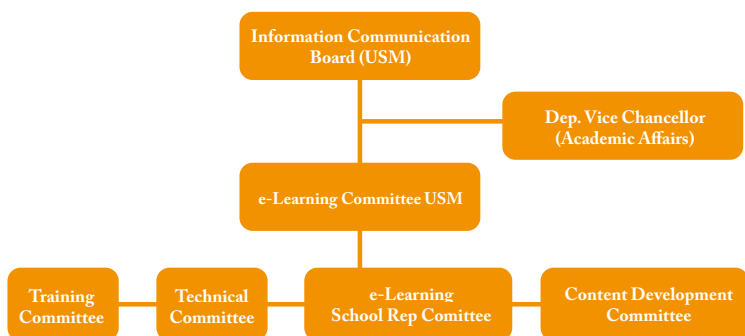 Information Communication
Board (USM)
Dep. Vice Chancellor
(Academic Affairs)
e-Learning Committee USM
Training
Committee
Technical
Committee
e-Learning
School Rep Comittee
Content Development
Committee